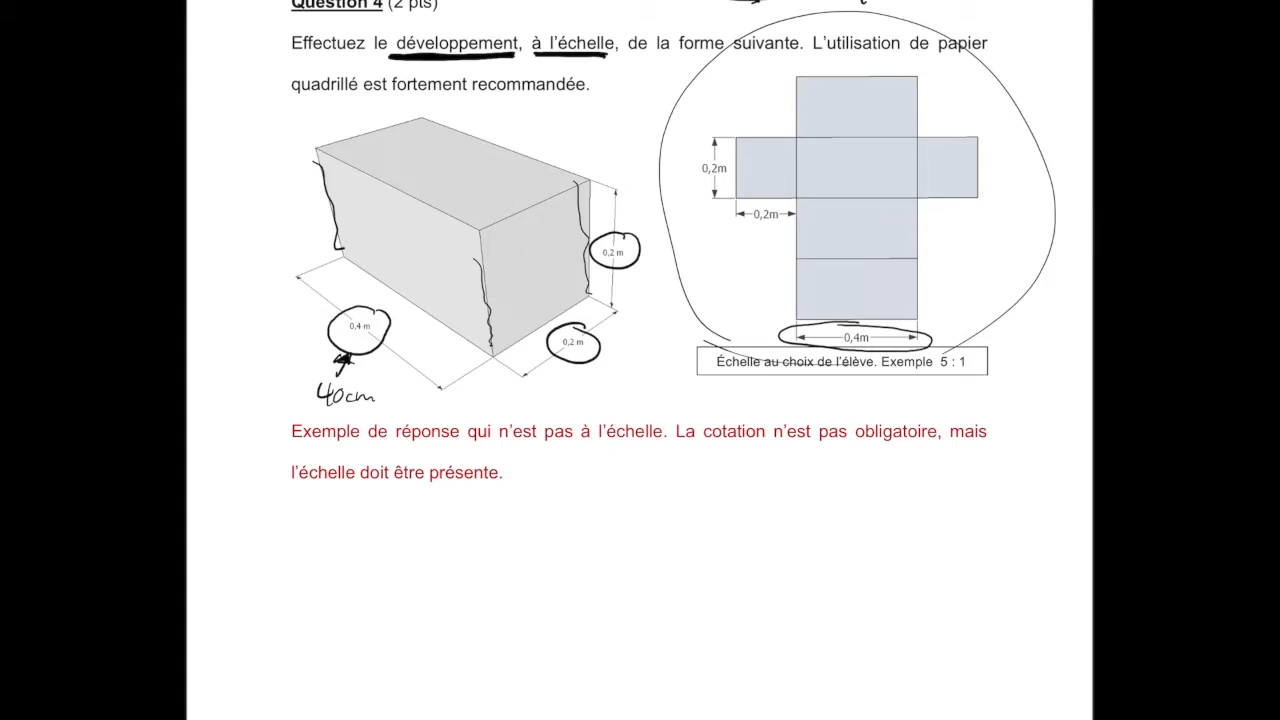 Question 4 (2 pts)
Effectuez le développement, à l'échelle, de la forme suivante. L'utilisation de papier
quadrillé est fortement recommandée.
0,2m
0,2m
0,2 m
0,4 m
0,2 m
0,4m
40cm
Échelle au choix de l'élève. Exemple 5 : 1
Exemple de réponse qui n'est pas à l'échelle. La cotation n'est pas obligatoire, mais
l'échelle doit être présente.